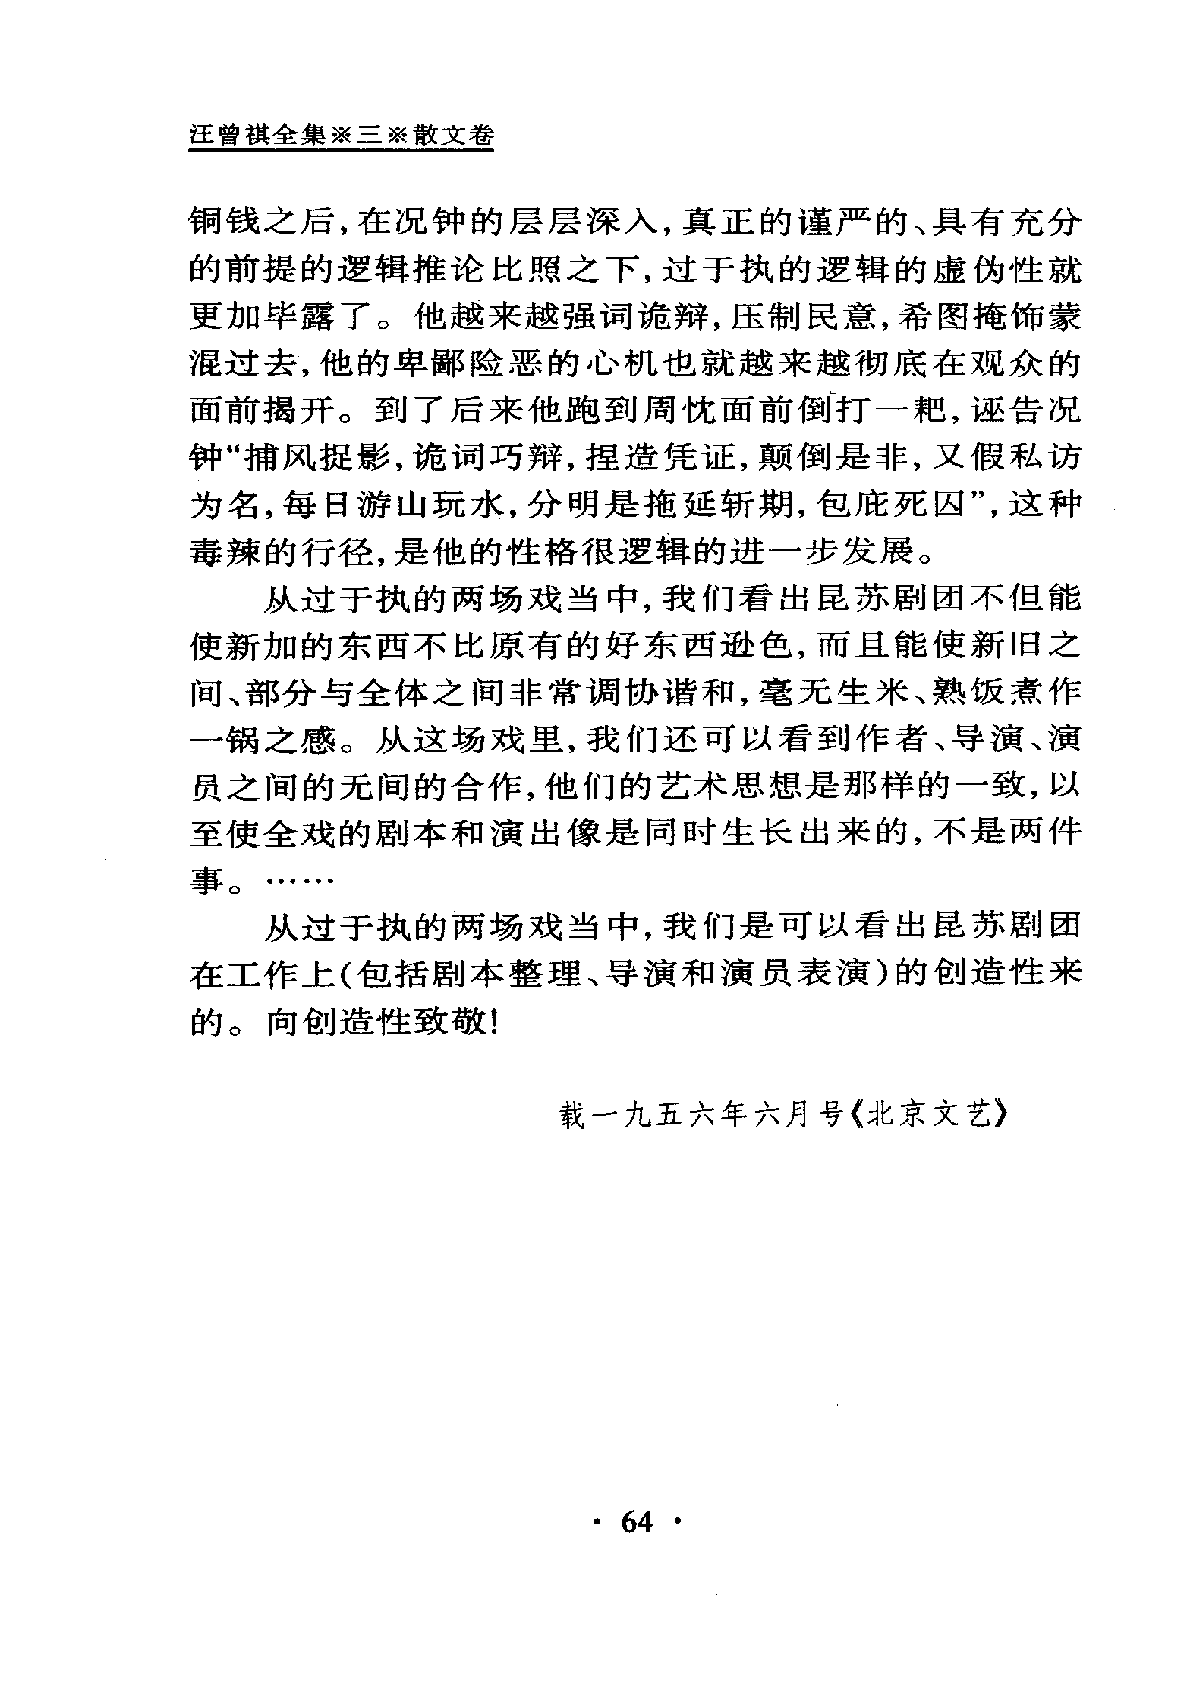 汪曾祺全集※三※散文卷
铜钱之后,在况钟的层层深入,真正的谨严的、具有充分
的前提的逻辑推论比照之下,过于执的逻辑的虚伪性就
更加毕露了。他越来越强词诡辩,压制民意,希图掩饰蒙
混过去,他的卑鄙险恶的心机也就越来越彻底在观众的
面前揭开。到了后来他跑到周忱面前倒打一耙,诬告况
钟“捕风捉影,诡词巧辩,捏造凭证,颠倒是非,又假私访
为名,每日游山玩水,分明是拖延斩期,包庇死囚”,这种
毒辣的行径,是他的性格很逻辑的进一步发展。
从过于执的两场戏当中,我们看出昆苏剧团不但能
使新加的东西不比原有的好东西逊色,而且能使新旧之
间、部分与全体之间非常调协谐和,毫无生米、熟饭煮作
一锅之感。从这场戏里,我们还可以看到作者、导演、演
员之间的无间的合作,他们的艺术思想是那样的一致,以
至使全戏的剧本和演出像是同时生长出来的,不是两件
事。……
从过于执的两场戏当中,我们是可以看出昆苏剧团
在工作上(包括剧本整理、导演和演员表演)的创造性来
的。向创造性致敬!
载一九五六年六月号《北京文艺》
· 64 ·